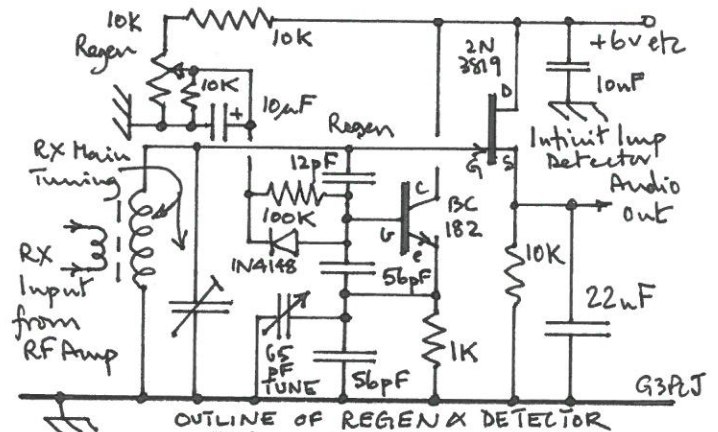 10K
Regen
10K
10K
10µF
2N
3819
D
G
S
+6v etc
10nF
Infinit Imp
Detector
Audio
Out
Regen
12pF
RX Main
Tuning
RX
Input
from
RF Amp
100K
1N4148
C
e
BC
182
56pF
65
pF
TUNE
56pF
1K
10K
22nF
G3PLJ
OUTLINE OF REGEN & DETECTOR